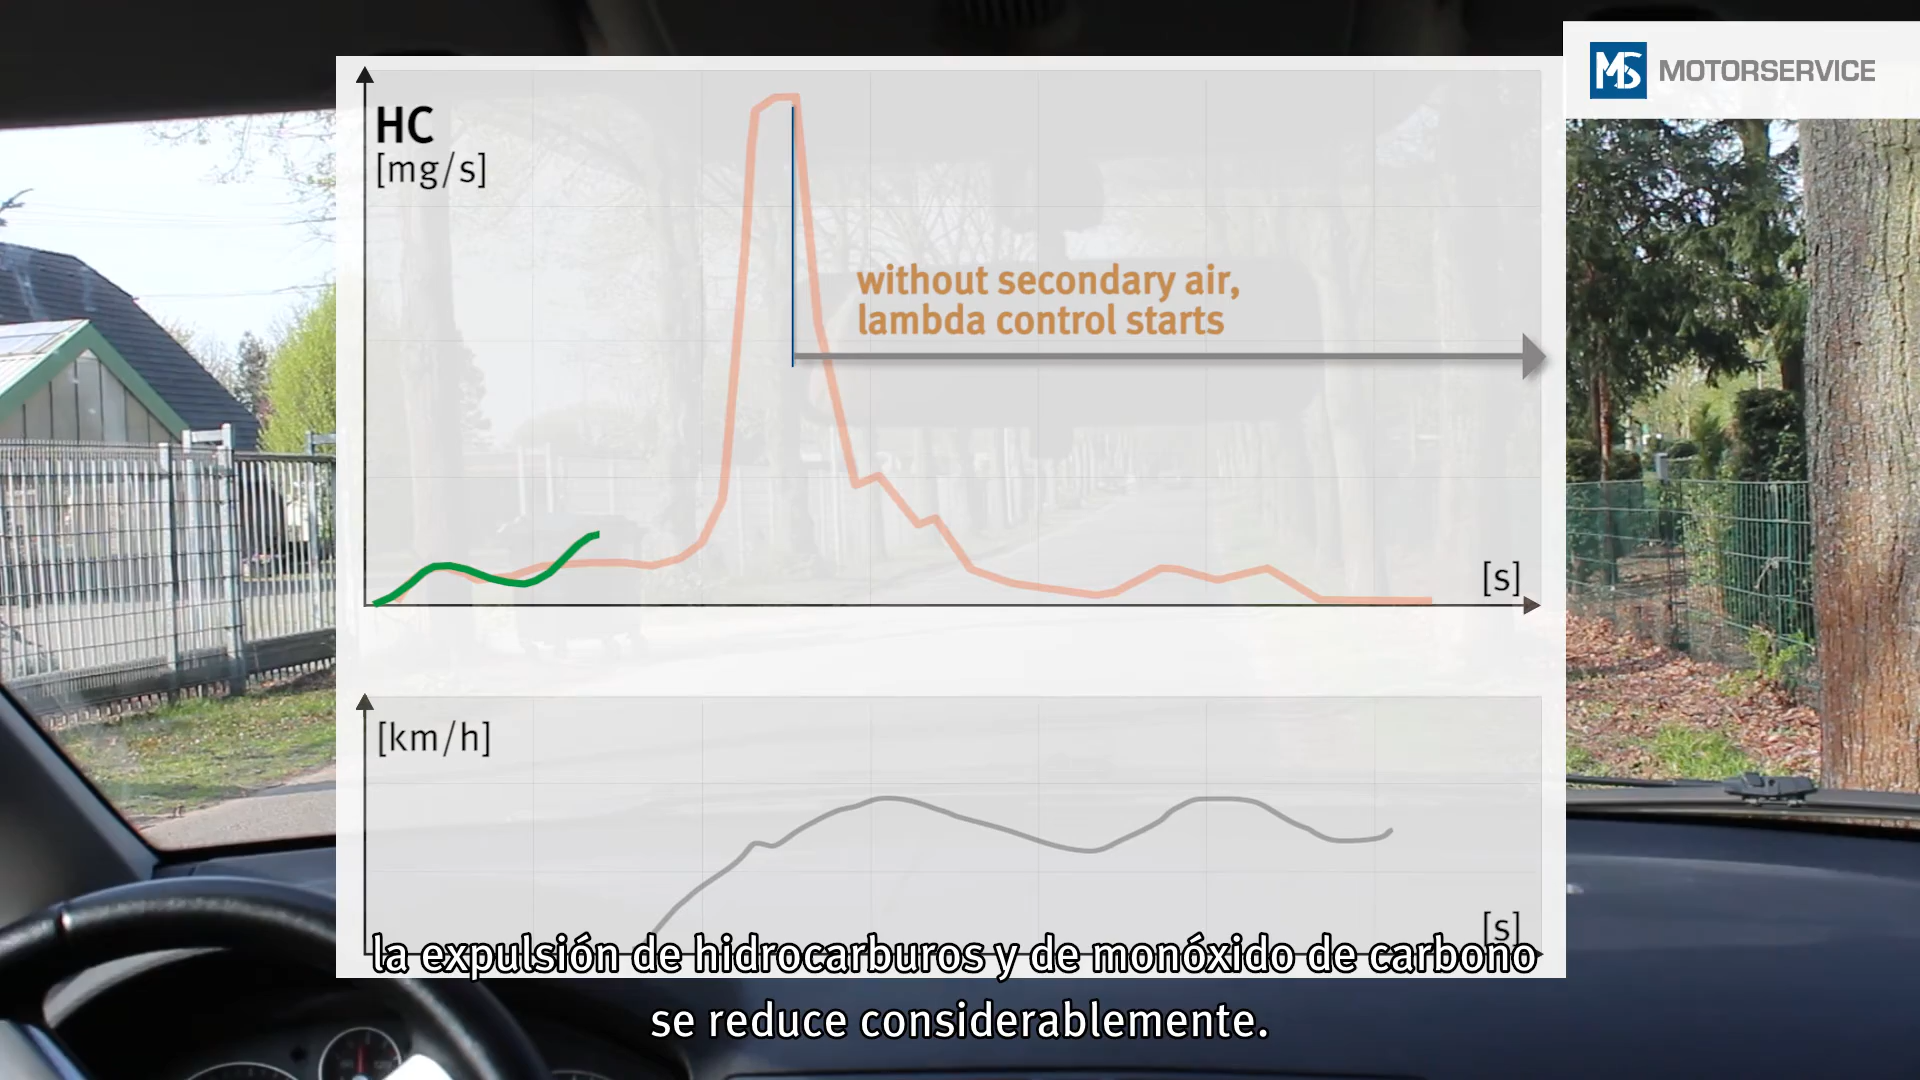 MS MOTORSERVICE
HC
[mg/s]
without secondary air,
lambda control starts
[s]
[km/h]
[s]
la expulsión de hidrocarburos y de monóxido de carbono
se reduce considerablemente.